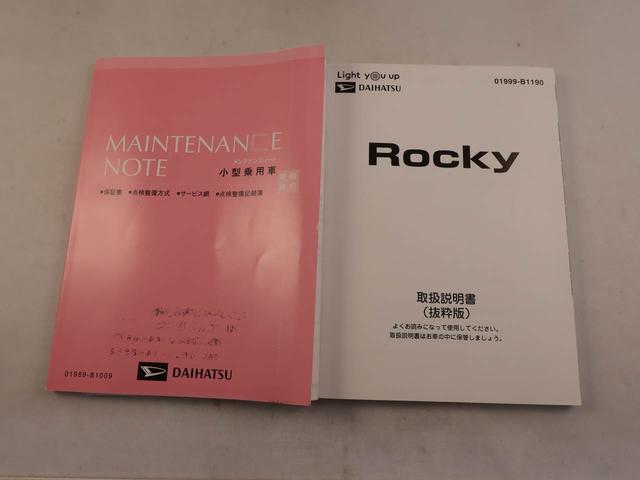 MAINTENANCE
NOTE
メンテナンスノート
小型乗用車
●保証書 ●点検整備方式 ●サービス網 ●点検整備記録簿
DAIHATSU
01989-B1009
Light you up
DAIHATSU
01999-B1190
Rocky
取扱説明書
（抜粋版）
よくお読みになって使用してください。
取扱説明書はお車の中に保管しましょう。